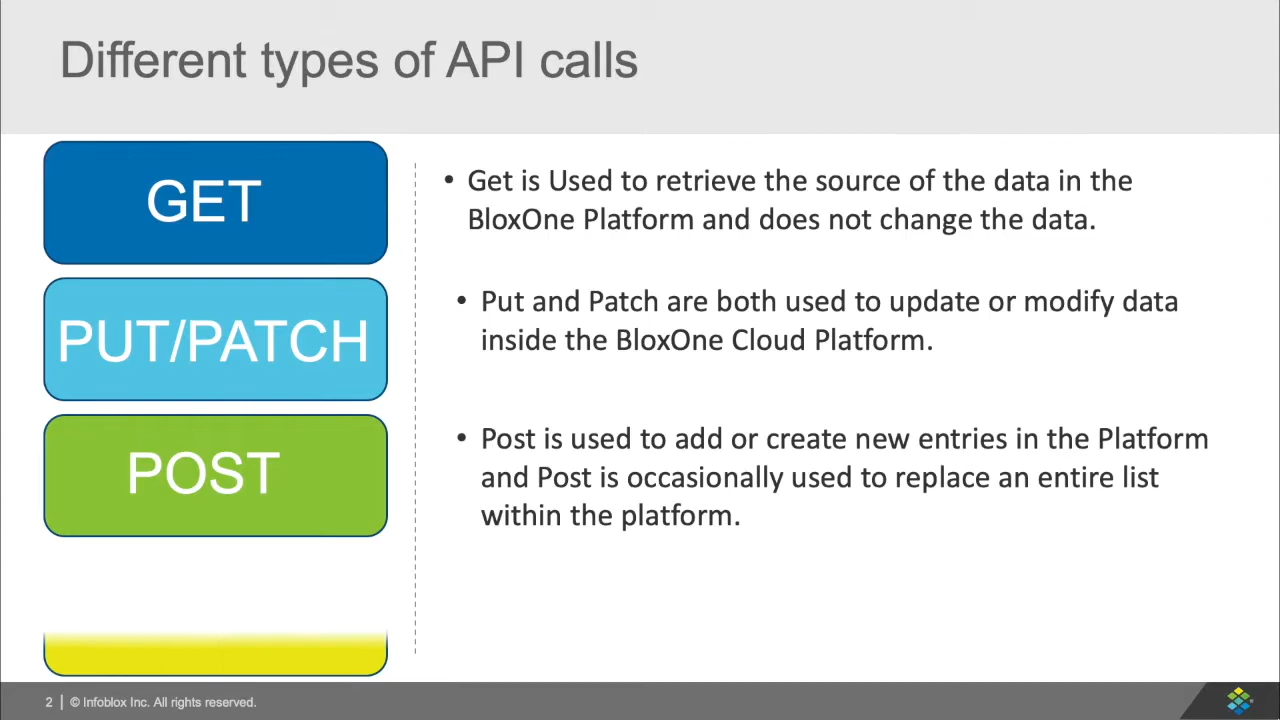 Different types of API calls
GET
• Get is Used to retrieve the source of the data in the
BloxOne Platform and does not change the data.
PUT/PATCH
• Put and Patch are both used to update or modify data
inside the BloxOne Cloud Platform.
POST
• Post is used to add or create new entries in the Platform
and Post is occasionally used to replace an entire list
within the platform.
2 | © Infoblox Inc. All rights reserved.